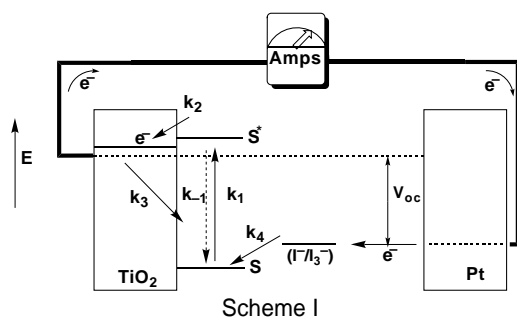 Amps
e⁻
e⁻
k₂
e⁻
S*
E
k₃
k₋₁
k₁
V_oc
k₄
S
(I⁻/I₃⁻)
e⁻
TiO₂
Pt
Scheme I